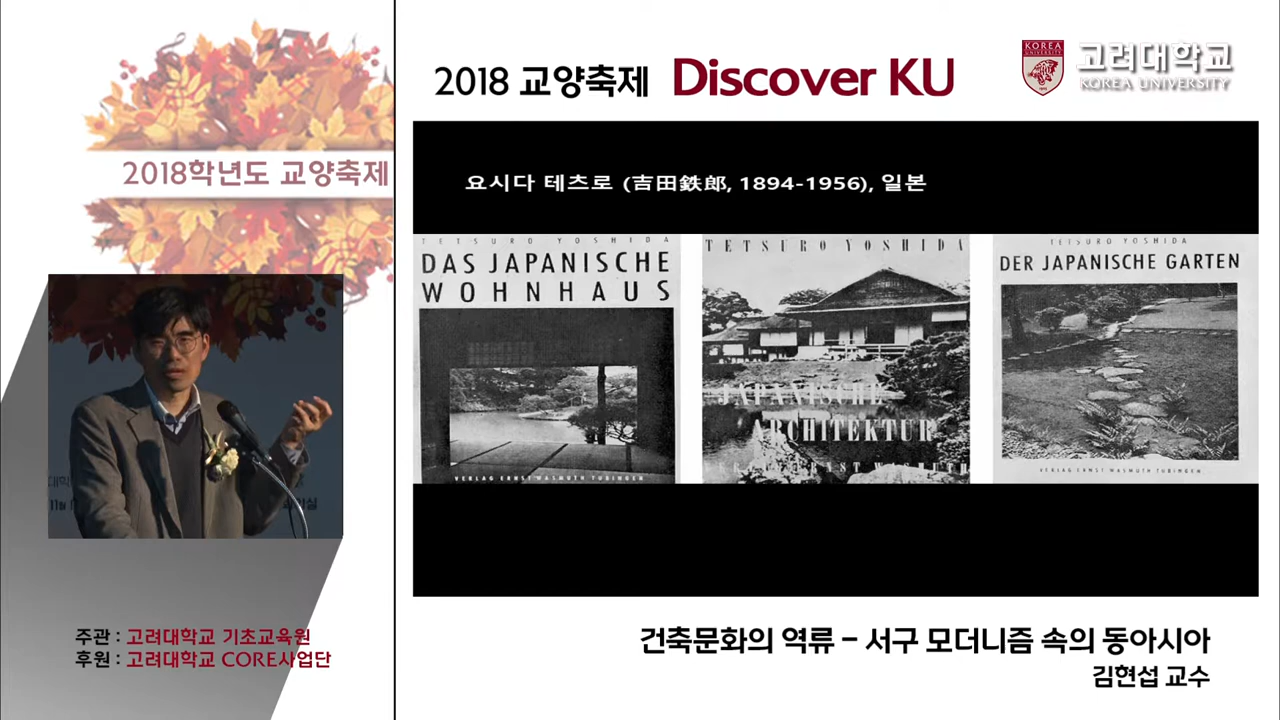 2018 교양축제 Discover KU
KOREA
UNIVERSITY
고려대학교
KOREA UNIVERSITY
2018학년도 교양축제
요시다 테츠로 (吉田鉄郎, 1894-1956), 일본
TETSURO YOSHIDA
DAS JAPANISCHE
WOHNHAUS
VERLAG ERNST WASMUTH TÜBINGEN
TETSURO YOSHIDA
JAPANISCHE
ARCHITEKTUR
VERLAG ERNST WASMUTH
TETSURO YOSHIDA
DER JAPANISCHE GARTEN
VERLAG ERNST WASMUTH TÜBINGEN
주관 : 고려대학교 기초교육원
후원 : 고려대학교 CORE사업단
건축문화의 역류 – 서구 모더니즘 속의 동아시아
김현섭 교수